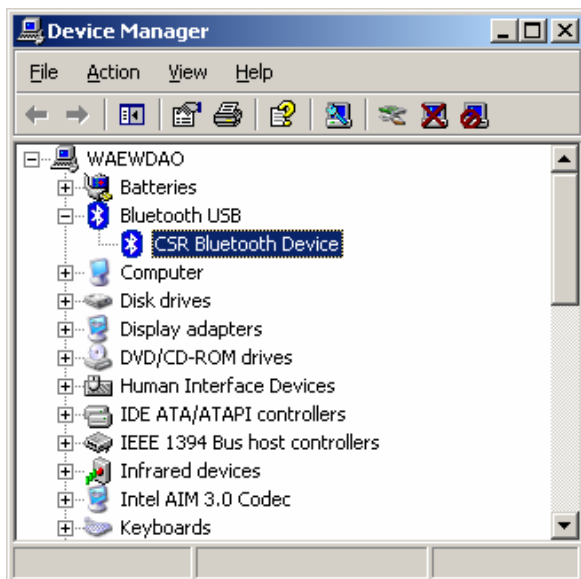 Device Manager
File Action View Help
WAEWDAO
Batteries
Bluetooth USB
CSR Bluetooth Device
Computer
Disk drives
Display adapters
DVD/CD-ROM drives
Human Interface Devices
IDE ATA/ATAPI controllers
IEEE 1394 Bus host controllers
Infrared devices
Intel AIM 3.0 Codec
Keyboards